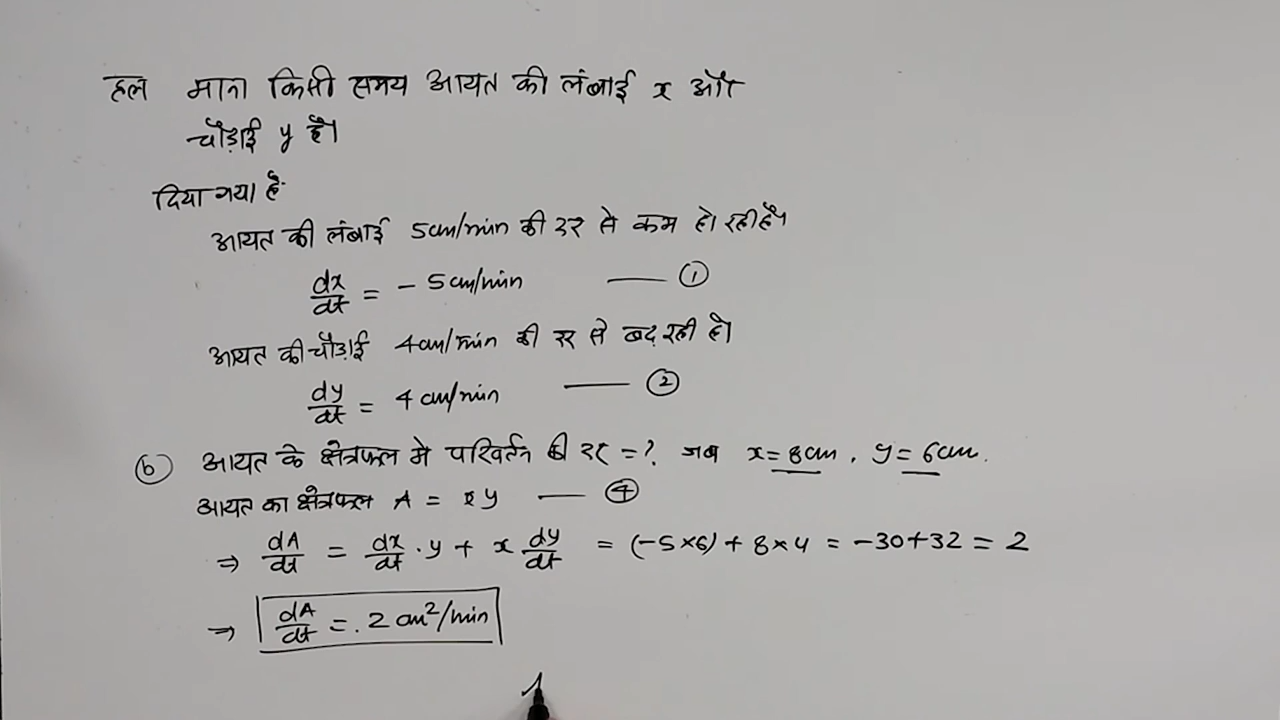 हल माना किसी समय आयत की लंबाई x और
चौड़ाई y है।
दिया गया है
आयत की लंबाई 5cm/min की दर से कम हो रही है।
dx/dt = - 5cm/min —— ①
आयत की चौड़ाई 4cm/min की दर से बढ़ रही है।
dy/dt = 4cm/min —— ②
ⓑ आयत के क्षेत्रफल मे परिवर्तन की दर = ?. जब x = 8cm, y = 6cm.
आयत का क्षेत्रफल A = xy —— ④
⇒ dA/dt = dx/dt · y + x dy/dt = (-5×6) + 8×4 = -30+32 = 2
⇒ dA/dt = . 2 cm²/min